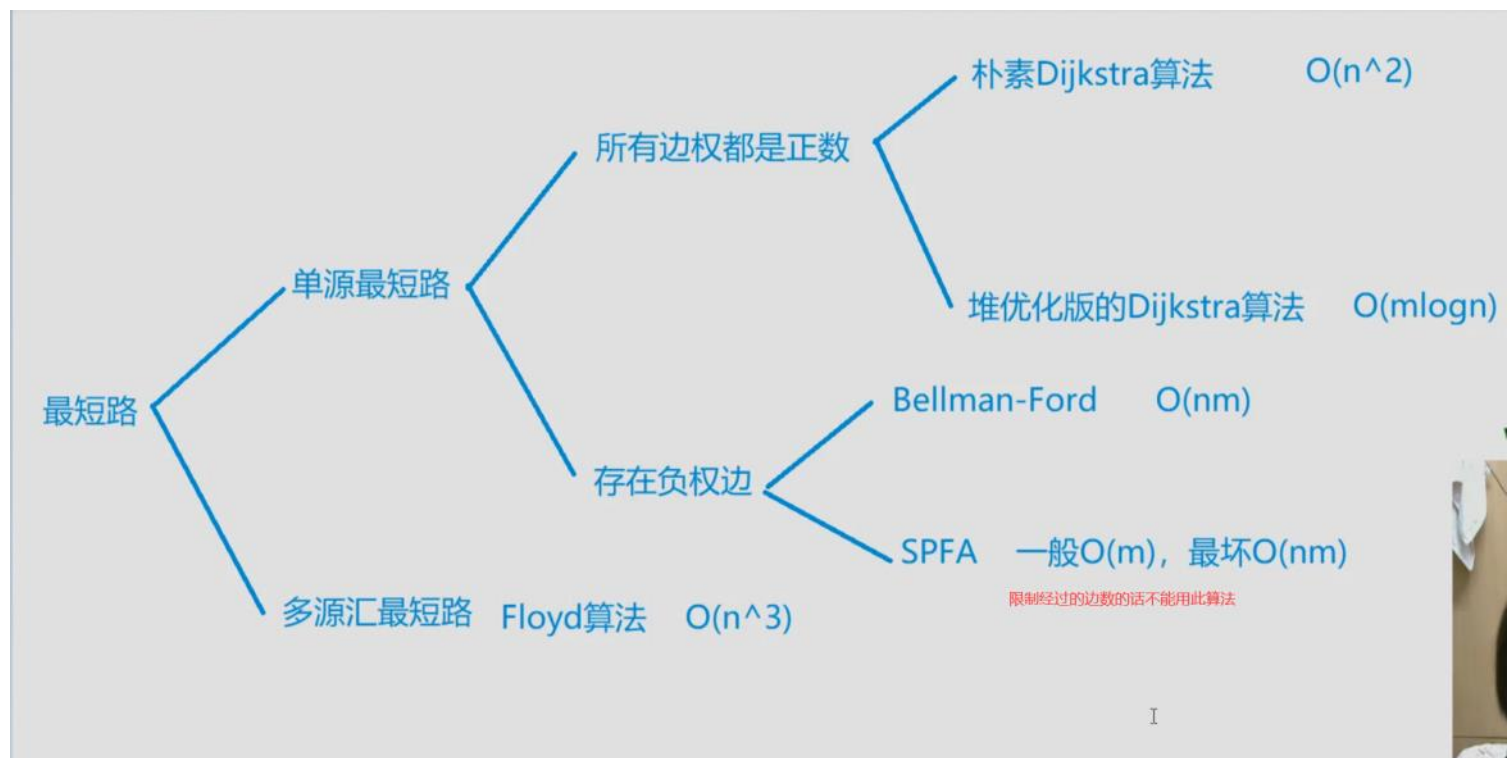 朴素Dijkstra算法 O(n^2)
所有边权都是正数
单源最短路
堆优化版的Dijkstra算法 O(mlogn)
最短路
Bellman-Ford O(nm)
存在负权边
SPFA 一般O(m)，最坏O(nm)
限制经过的边数的话不能用此算法
多源汇最短路 Floyd算法 O(n^3)